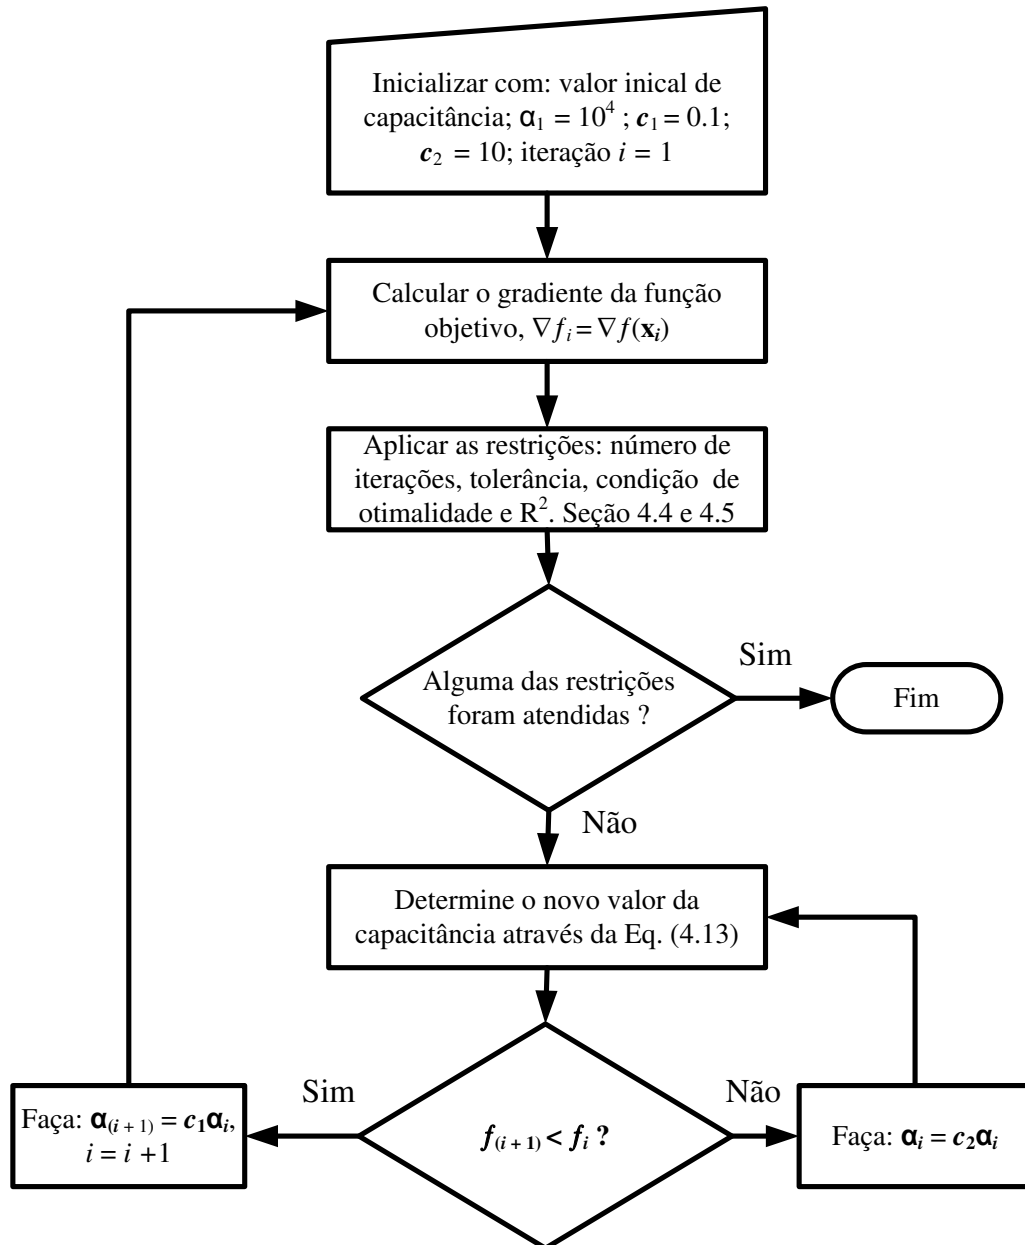 Inicializar com: valor inical de
capacitância; α₁ = 10⁴ ; c₁ = 0.1;
c₂ = 10; iteração i = 1
Calcular o gradiente da função
objetivo, ∇fᵢ = ∇f(xᵢ)
Aplicar as restrições: número de
iterações, tolerância, condição de
otimalidade e R². Seção 4.4 e 4.5
Alguma das restrições
foram atendidas ?
Sim
Fim
Não
Determine o novo valor da
capacitância através da Eq. (4.13)
f₍ᵢ ₊ ₁₎ < fᵢ ?
Sim
Faça: α₍ᵢ ₊ ₁₎ = c₁αᵢ,
i = i +1
Não
Faça: αᵢ = c₂αᵢ